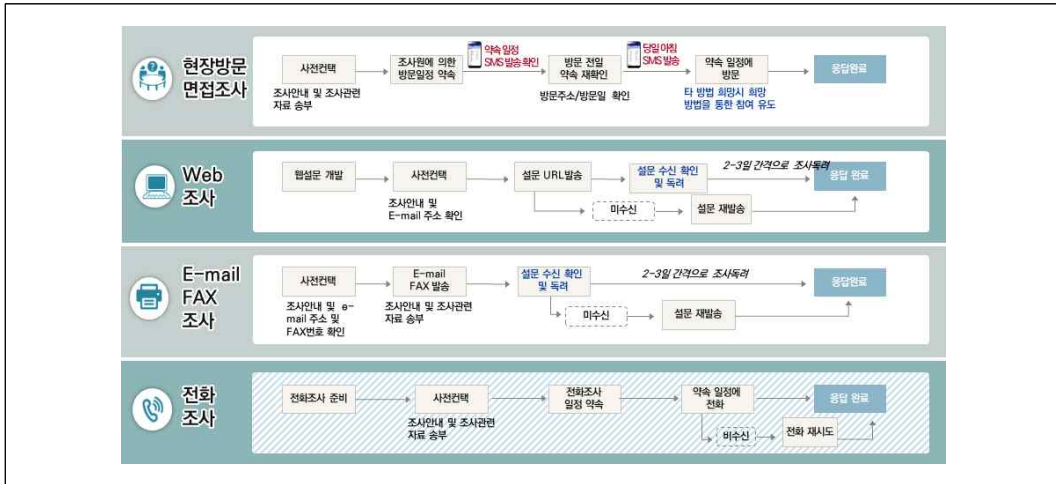 현장방문
면접조사
사전컨택
조사안내 및 조사관련
자료 송부
조사원에 의한
방문일정 약속
약속 일정
SMS 발송 확인
방문 전일
약속 재확인
방문주소/방문일 확인
당일 아침
SMS 발송
약속 일정에
방문
타 방법 희망시 희망
방법을 통한 참여 유도
응답완료
Web
조사
웹설문 개발
사전컨택
조사안내 및
E-mail 주소 확인
설문 URL발송
설문 수신 확인
및 독려
2-3일 간격으로 조사독려
미수신
설문 재발송
응답 완료
E-mail
FAX
조사
사전컨택
조사안내 및 e-
mail 주소 및
FAX번호 확인
E-mail
FAX 발송
조사안내 및 조사관련
자료 송부
설문 수신 확인
및 독려
2-3일 간격으로 조사독려
미수신
설문 재발송
응답완료
전화
조사
전화조사 준비
사전컨택
조사안내 및 조사관련
자료 송부
전화조사
일정 약속
약속 일정에
전화
비수신
전화 재시도
응답 완료